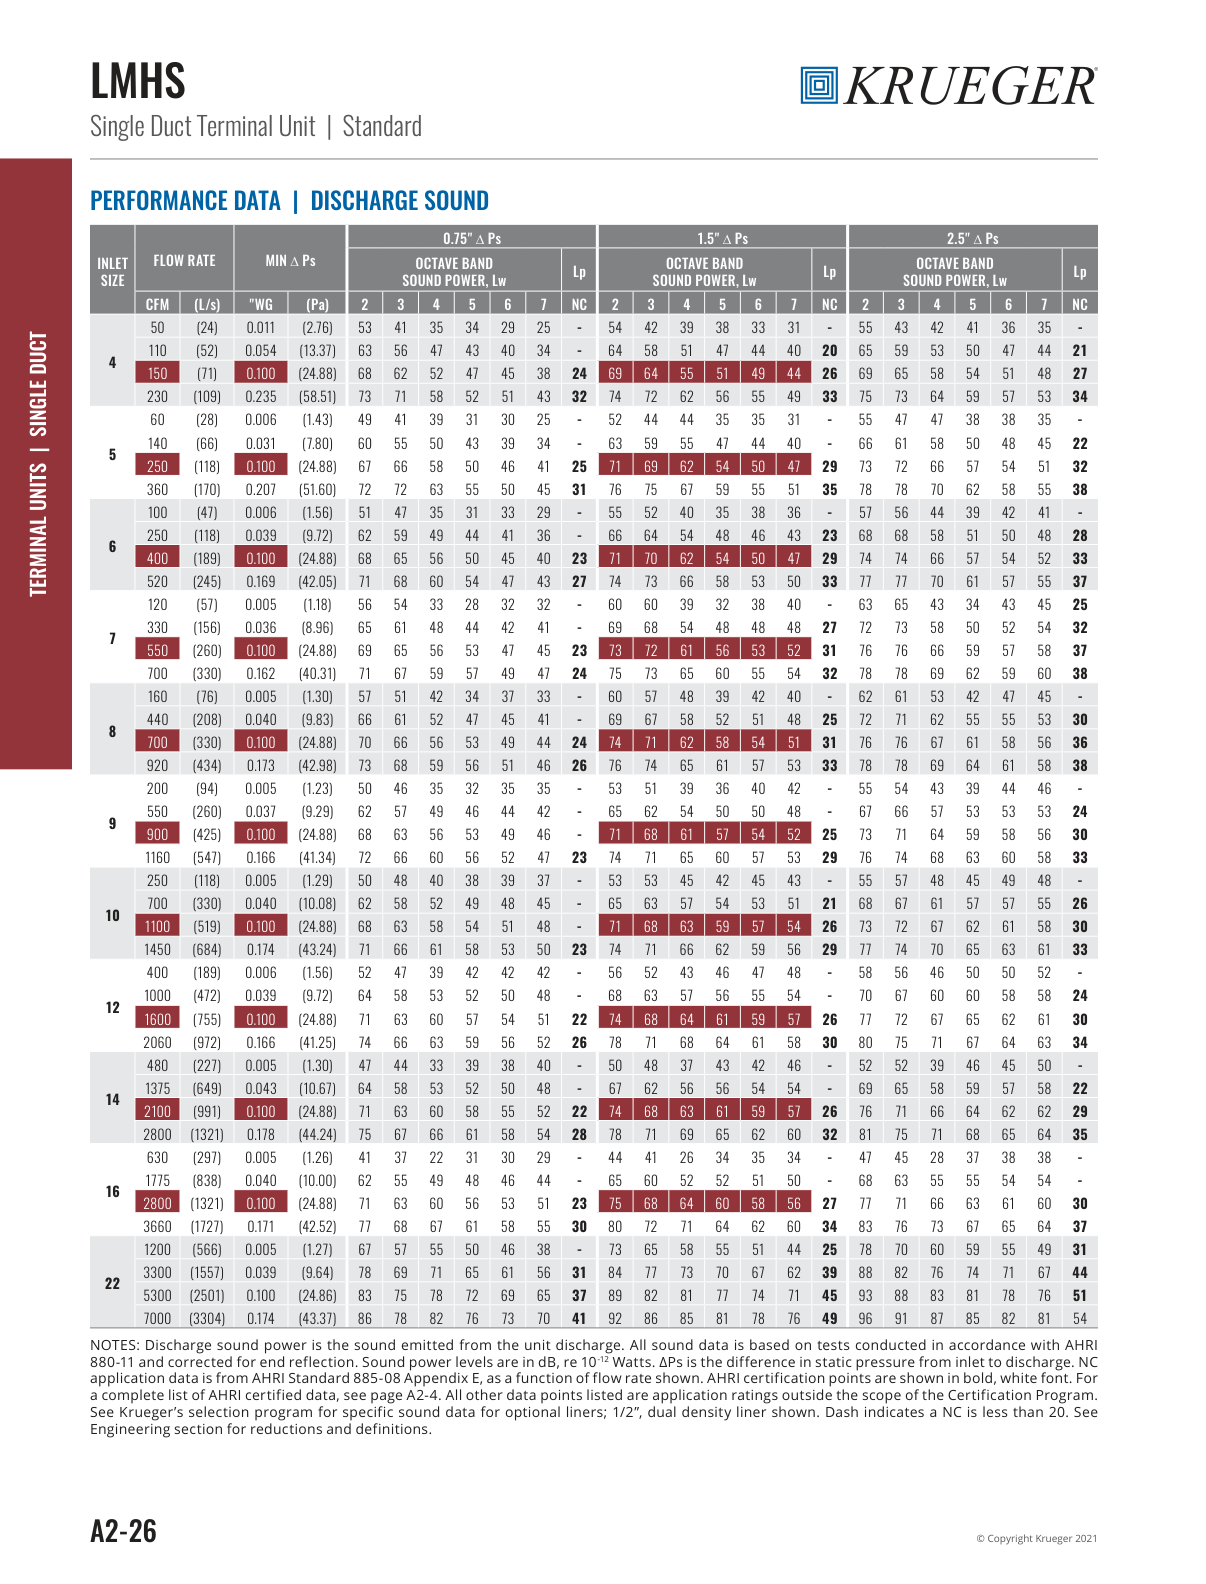 LMHS
KRUEGER
Single Duct Terminal Unit | Standard
TERMINAL UNITS | SINGLE DUCT
PERFORMANCE DATA | DISCHARGE SOUND
INLET SIZE FLOW RATE MIN Δ Ps 0.75" Δ Ps 1.5" Δ Ps 2.5" Δ Ps
OCTAVE BAND SOUND POWER, Lw Lp OCTAVE BAND SOUND POWER, Lw Lp OCTAVE BAND SOUND POWER, Lw Lp
CFM (L/s) "WG (Pa) 2 3 4 5 6 7 NC 2 3 4 5 6 7 NC 2 3 4 5 6 7 NC
4
50 (24) 0.011 (2.76) 53 41 35 34 29 25 - 54 42 39 38 33 31 - 55 43 42 41 36 35 -
110 (52) 0.054 (13.37) 63 56 47 43 40 34 - 64 58 51 47 44 40 20 65 59 53 50 47 44 21
150 (71) 0.100 (24.88) 68 62 52 47 45 38 24 69 64 55 51 49 44 26 69 65 58 54 51 48 27
230 (109) 0.235 (58.51) 73 71 58 52 51 43 32 74 72 62 56 55 49 33 75 73 64 59 57 53 34
5
60 (28) 0.006 (1.43) 49 41 39 31 30 25 - 52 44 44 35 35 31 - 55 47 47 38 38 35 -
140 (66) 0.031 (7.80) 60 55 50 43 39 34 - 63 59 55 47 44 40 - 66 61 58 50 48 45 22
250 (118) 0.100 (24.88) 67 66 58 50 46 41 25 71 69 62 54 50 47 29 73 72 66 57 54 51 32
360 (170) 0.207 (51.60) 72 72 63 55 50 45 31 76 75 67 59 55 51 35 78 78 70 62 58 55 38
6
100 (47) 0.006 (1.56) 51 47 35 31 33 29 - 55 52 40 35 38 36 - 57 56 44 39 42 41 -
250 (118) 0.039 (9.72) 62 59 49 44 41 36 - 66 64 54 48 46 43 23 68 68 58 51 50 48 28
400 (189) 0.100 (24.88) 68 65 56 50 45 40 23 71 70 62 54 50 47 29 74 74 66 57 54 52 33
520 (245) 0.169 (42.05) 71 68 60 54 47 43 27 74 73 66 58 53 50 33 77 77 70 61 57 55 37
7
120 (57) 0.005 (1.18) 56 54 33 28 32 32 - 60 60 39 32 38 40 - 63 65 43 34 43 45 25
330 (156) 0.036 (8.96) 65 61 48 44 42 41 - 69 68 54 48 48 48 27 72 73 58 50 52 54 32
550 (260) 0.100 (24.88) 69 65 56 53 47 45 23 73 72 61 56 53 52 31 76 76 66 59 57 58 37
700 (330) 0.162 (40.31) 71 67 59 57 49 47 24 75 73 65 60 55 54 32 78 78 69 62 59 60 38
8
160 (76) 0.005 (1.30) 57 51 42 34 37 33 - 60 57 48 39 42 40 - 62 61 53 42 47 45 -
440 (208) 0.040 (9.83) 66 61 52 47 45 41 - 69 67 58 52 51 48 25 72 71 62 55 55 53 30
700 (330) 0.100 (24.88) 70 66 56 53 49 44 24 74 71 62 58 54 51 31 76 76 67 61 58 56 36
920 (434) 0.173 (42.98) 73 68 59 56 51 46 26 76 74 65 61 57 53 33 78 78 69 64 61 58 38
9
200 (94) 0.005 (1.23) 50 46 35 32 35 35 - 53 51 39 36 40 42 - 55 54 43 39 44 46 -
550 (260) 0.037 (9.29) 62 57 49 46 44 42 - 65 62 54 50 50 48 - 67 66 57 53 53 53 24
900 (425) 0.100 (24.88) 68 63 56 53 49 46 - 71 68 61 57 54 52 25 73 71 64 59 58 56 30
1160 (547) 0.166 (41.34) 72 66 60 56 52 47 23 74 71 65 60 57 53 29 76 74 68 63 60 58 33
10
250 (118) 0.005 (1.29) 50 48 40 38 39 37 - 53 53 45 42 45 43 - 55 57 48 45 49 48 -
700 (330) 0.040 (10.08) 62 58 52 49 48 45 - 65 63 57 54 53 51 21 68 67 61 57 57 55 26
1100 (519) 0.100 (24.88) 68 63 58 54 51 48 - 71 68 63 59 57 54 26 73 72 67 62 61 58 30
1450 (684) 0.174 (43.24) 71 66 61 58 53 50 23 74 71 66 62 59 56 29 77 74 70 65 63 61 33
12
400 (189) 0.006 (1.56) 52 47 39 42 42 42 - 56 52 43 46 47 48 - 58 56 46 50 50 52 -
1000 (472) 0.039 (9.72) 64 58 53 52 50 48 - 68 63 57 56 55 54 - 70 67 60 60 58 58 24
1600 (755) 0.100 (24.88) 71 63 60 57 54 51 22 74 68 64 61 59 57 26 77 72 67 65 62 61 30
2060 (972) 0.166 (41.25) 74 66 63 59 56 52 26 78 71 68 64 61 58 30 80 75 71 67 64 63 34
14
480 (227) 0.005 (1.30) 47 44 33 39 38 40 - 50 48 37 43 42 46 - 52 52 39 46 45 50 -
1375 (649) 0.043 (10.67) 64 58 53 52 50 48 - 67 62 56 56 54 54 - 69 65 58 59 57 58 22
2100 (991) 0.100 (24.88) 71 63 60 58 55 52 22 74 68 63 61 59 57 26 76 71 66 64 62 62 29
2800 (1321) 0.178 (44.24) 75 67 66 61 58 54 28 78 71 69 65 62 60 32 81 75 71 68 65 64 35
16
630 (297) 0.005 (1.26) 41 37 22 31 30 29 - 44 41 26 34 35 34 - 47 45 28 37 38 38 -
1775 (838) 0.040 (10.00) 62 55 49 48 46 44 - 65 60 52 52 51 50 - 68 63 55 55 54 54 -
2800 (1321) 0.100 (24.88) 71 63 60 56 53 51 23 75 68 64 60 58 56 27 77 71 66 63 61 60 30
3660 (1727) 0.171 (42.52) 77 68 67 61 58 55 30 80 72 71 64 62 60 34 83 76 73 67 65 64 37
22
1200 (566) 0.005 (1.27) 67 57 55 50 46 38 - 73 65 58 55 51 44 25 78 70 60 59 55 49 31
3300 (1557) 0.039 (9.64) 78 69 71 65 61 56 31 84 77 73 70 67 62 39 88 82 76 74 71 67 44
5300 (2501) 0.100 (24.86) 83 75 78 72 69 65 37 89 82 81 77 74 71 45 93 88 83 81 78 76 51
7000 (3304) 0.174 (43.37) 86 78 82 76 73 70 41 92 86 85 81 78 76 49 96 91 87 85 82 81 54
NOTES: Discharge sound power is the sound emitted from the unit discharge. All sound data is based on tests conducted in accordance with AHRI
880-11 and corrected for end reflection. Sound power levels are in dB, re 10-12 Watts. ΔPs is the difference in static pressure from inlet to discharge. NC
application data is from AHRI Standard 885-08 Appendix E, as a function of flow rate shown. AHRI certification points are shown in bold, white font. For
a complete list of AHRI certified data, see page A2-4. All other data points listed are application ratings outside the scope of the Certification Program.
See Krueger's selection program for specific sound data for optional liners; 1/2", dual density liner shown. Dash indicates a NC is less than 20. See
Engineering section for reductions and definitions.
A2-26
© Copyright Krueger 2021